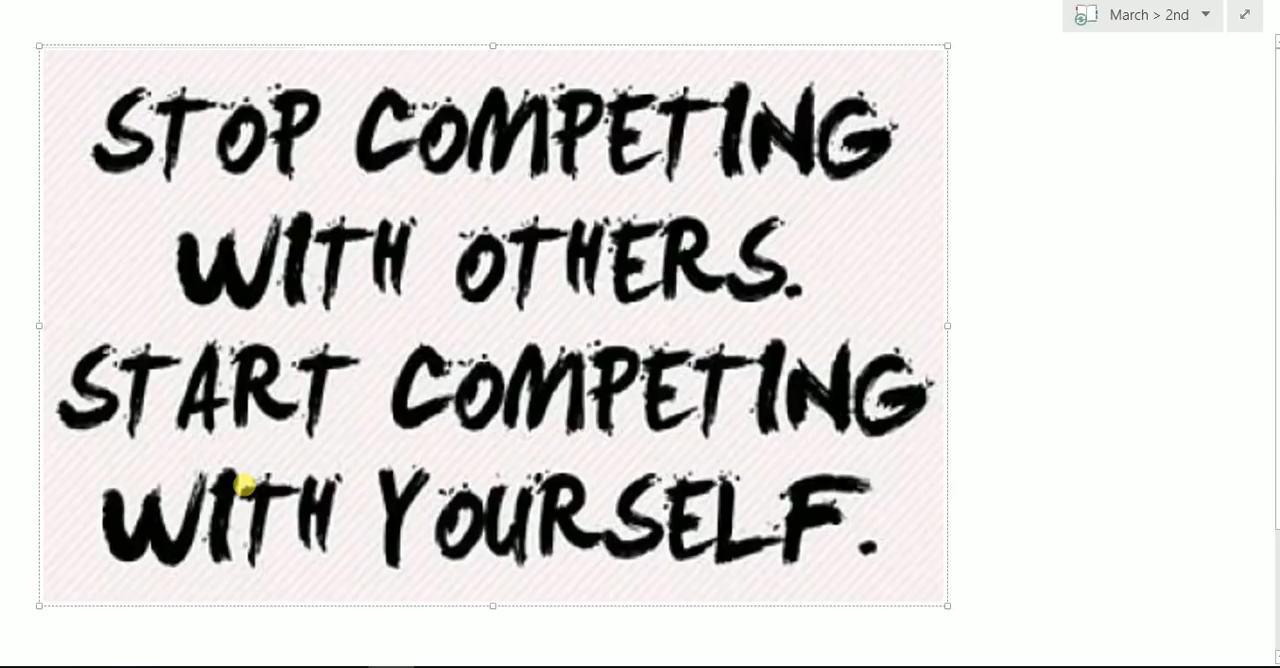 March > 2nd
STOP COMPETING
WITH OTHERS.
START COMPETING
WITH YOURSELF.